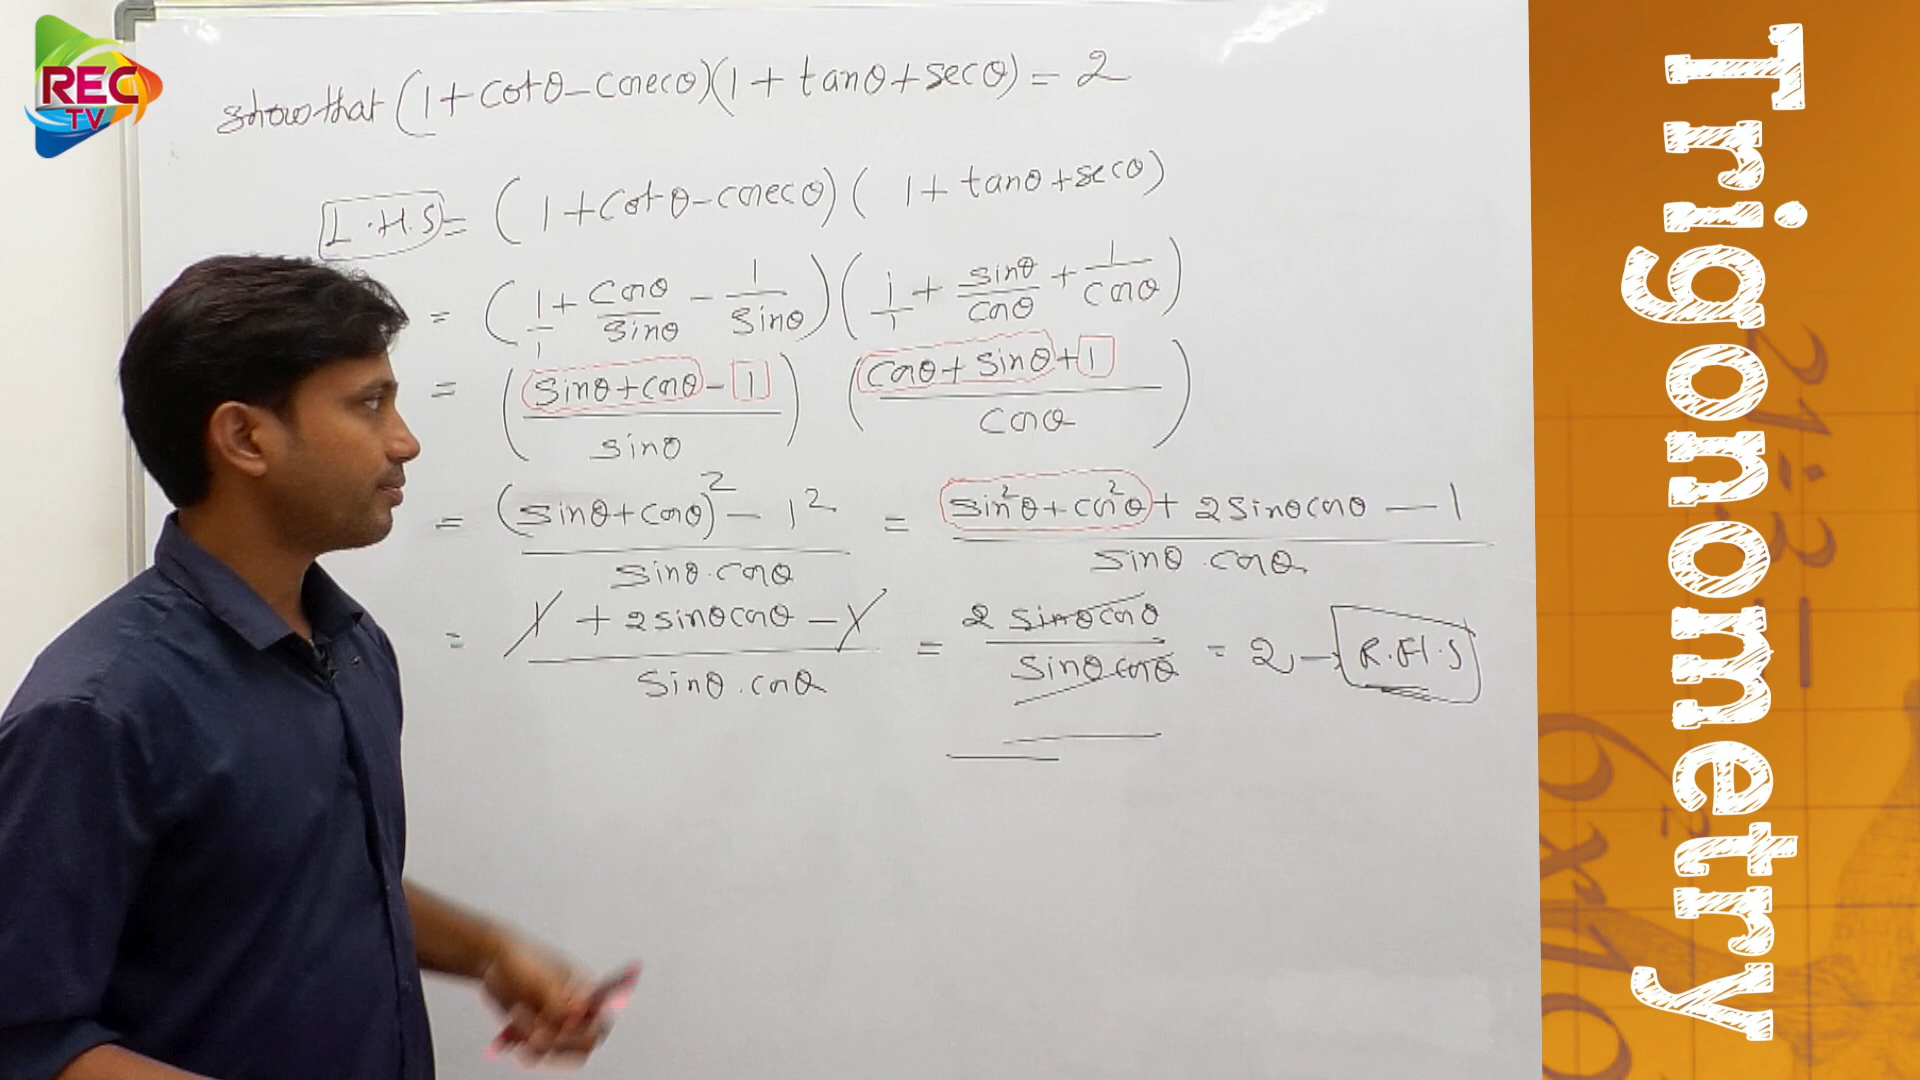 REC
TV
show that (1+cotθ-cosecθ)(1+tanθ+secθ)=2
L.H.S = (1+cotθ-cosecθ)(1+tanθ+secθ)
= (1/1 + cosθ/sinθ - 1/sinθ)(1/1 + sinθ/cosθ + 1/cosθ)
= ((sinθ+cosθ-1)/sinθ) ((cosθ+sinθ+1)/cosθ)
= ((sinθ+cosθ)² - 1²)/(sinθ.cosθ) = (sin²θ+cos²θ+2sinθcosθ-1)/(sinθ.cosθ)
= (1+2sinθcosθ-1)/(sinθ.cosθ) = (2 sinθcosθ)/(sinθcosθ) = 2 → R.H.S
Trigonometry